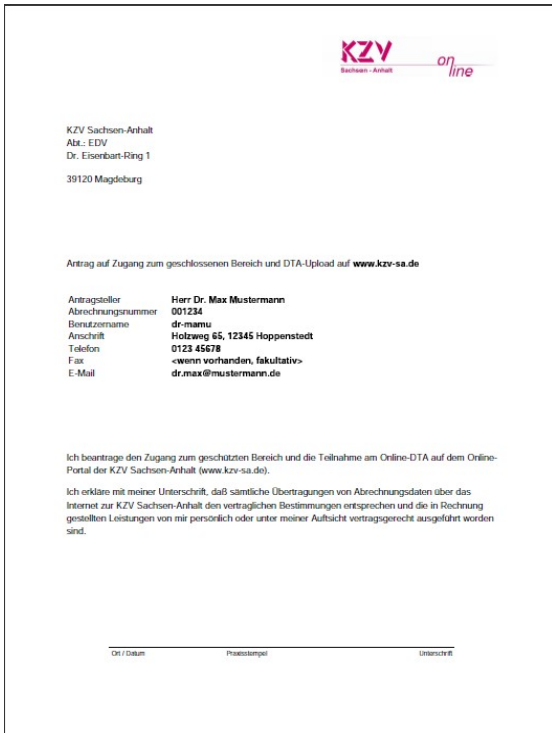 KZV
Sachsen - Anhalt
on
line
KZV Sachsen-Anhalt
Abt.: EDV
Dr. Eisenbart-Ring 1
39120 Magdeburg
Antrag auf Zugang zum geschlossenen Bereich und DTA-Upload auf www.kzv-sa.de
Antragsteller Herr Dr. Max Mustermann
Abrechnungsnummer 001234
Benutzername dr-mamu
Anschrift Holzweg 65, 12345 Hoppenstedt
Telefon 0123 45678
Fax <wenn vorhanden, fakultativ>
E-Mail dr.max@mustermann.de
Ich beantrage den Zugang zum geschützten Bereich und die Teilnahme am Online-DTA auf dem Online-
Portal der KZV Sachsen-Anhalt (www.kzv-sa.de).
Ich erkläre mit meiner Unterschrift, daß sämtliche Übertragungen von Abrechnungsdaten über das
Internet zur KZV Sachsen-Anhalt den vertraglichen Bestimmungen entsprechen und die in Rechnung
gestellten Leistungen von mir persönlich oder unter meiner Aufsicht vertragsgerecht ausgeführt worden
sind.
Ort / Datum Praxisstempel Unterschrift